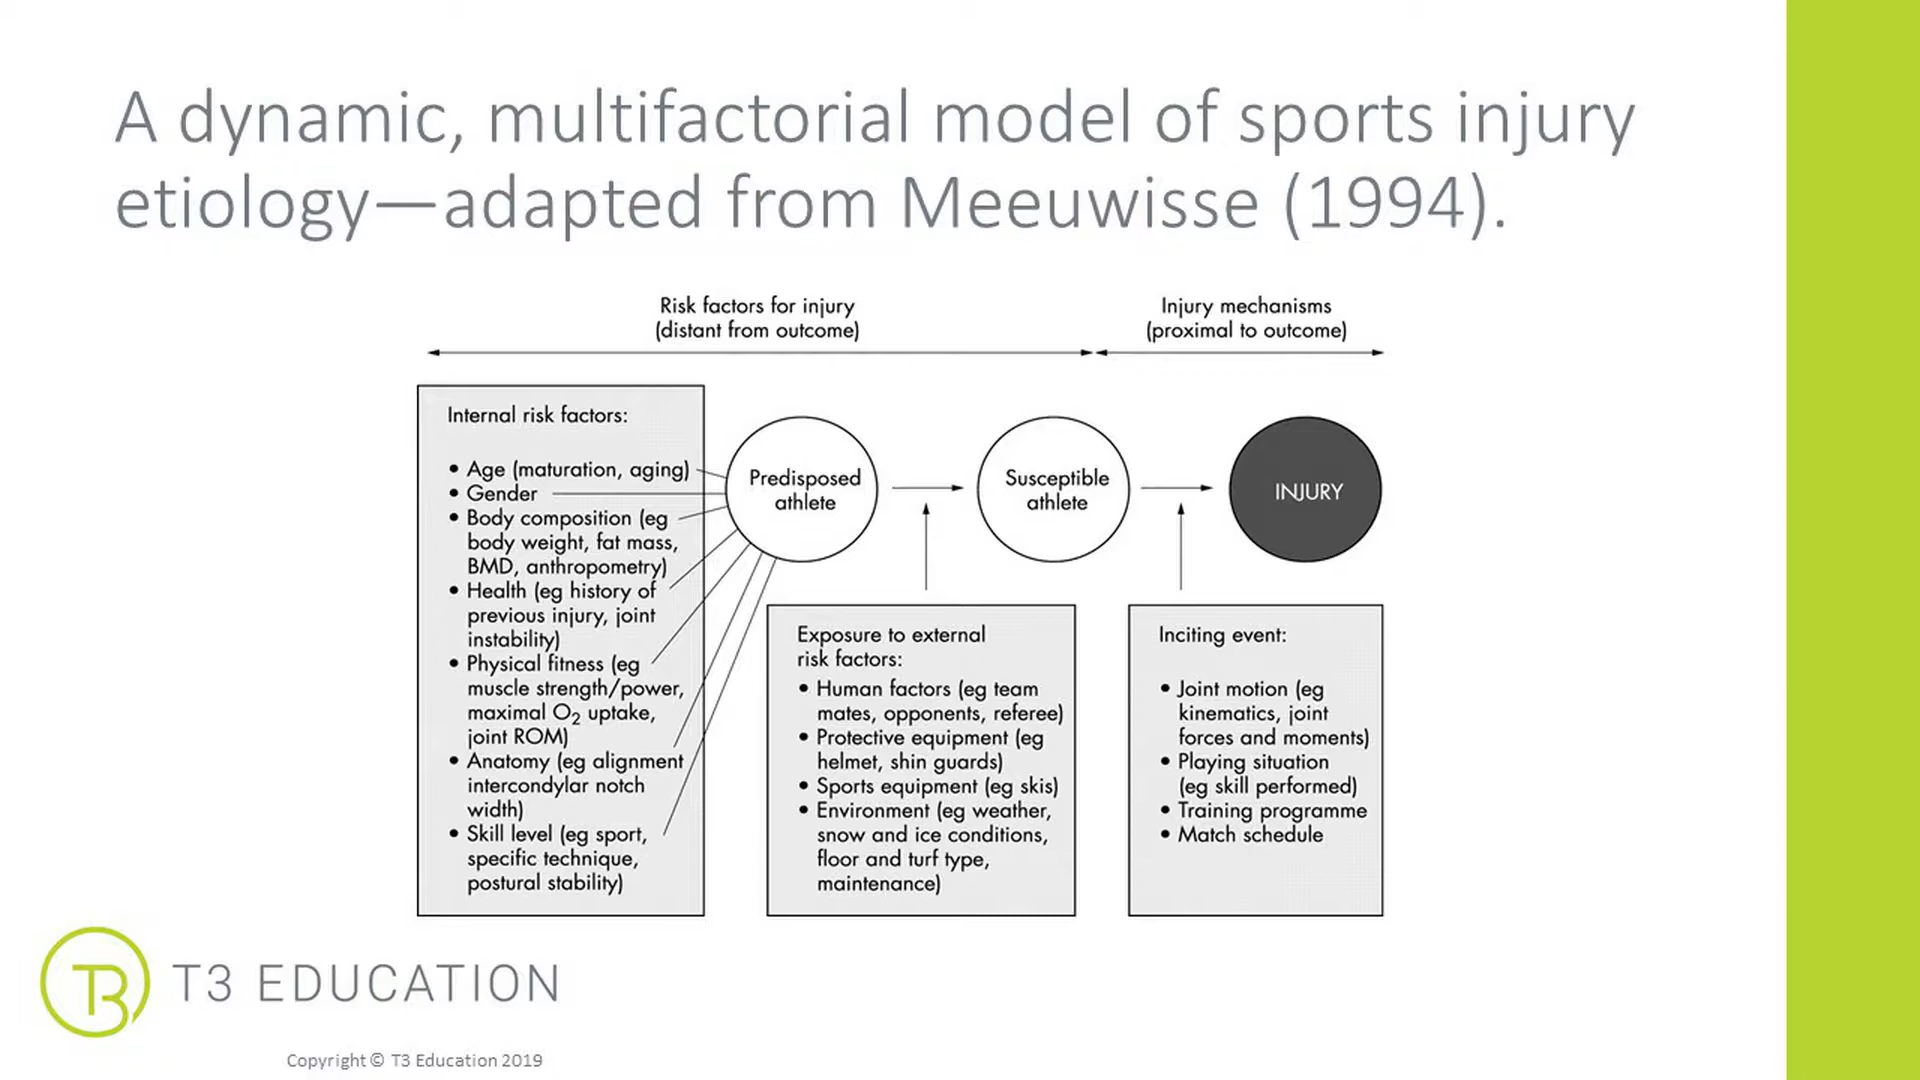 A dynamic, multifactorial model of sports injury
etiology—adapted from Meeuwisse (1994).
Risk factors for injury
(distant from outcome)
Injury mechanisms
(proximal to outcome)
Internal risk factors:
• Age (maturation, aging)
• Gender
• Body composition (eg
body weight, fat mass,
BMD, anthropometry)
• Health (eg history of
previous injury, joint
instability)
• Physical fitness (eg
muscle strength/power,
maximal O₂ uptake,
joint ROM)
• Anatomy (eg alignment
intercondylar notch
width)
• Skill level (eg sport,
specific technique,
postural stability)
Predisposed
athlete
Susceptible
athlete
INJURY
Exposure to external
risk factors:
• Human factors (eg team
mates, opponents, referee)
• Protective equipment (eg
helmet, shin guards)
• Sports equipment (eg skis)
• Environment (eg weather,
snow and ice conditions,
floor and turf type,
maintenance)
Inciting event:
• Joint motion (eg
kinematics, joint
forces and moments)
• Playing situation
(eg skill performed)
• Training programme
• Match schedule
T3 T3 EDUCATION
Copyright © T3 Education 2019